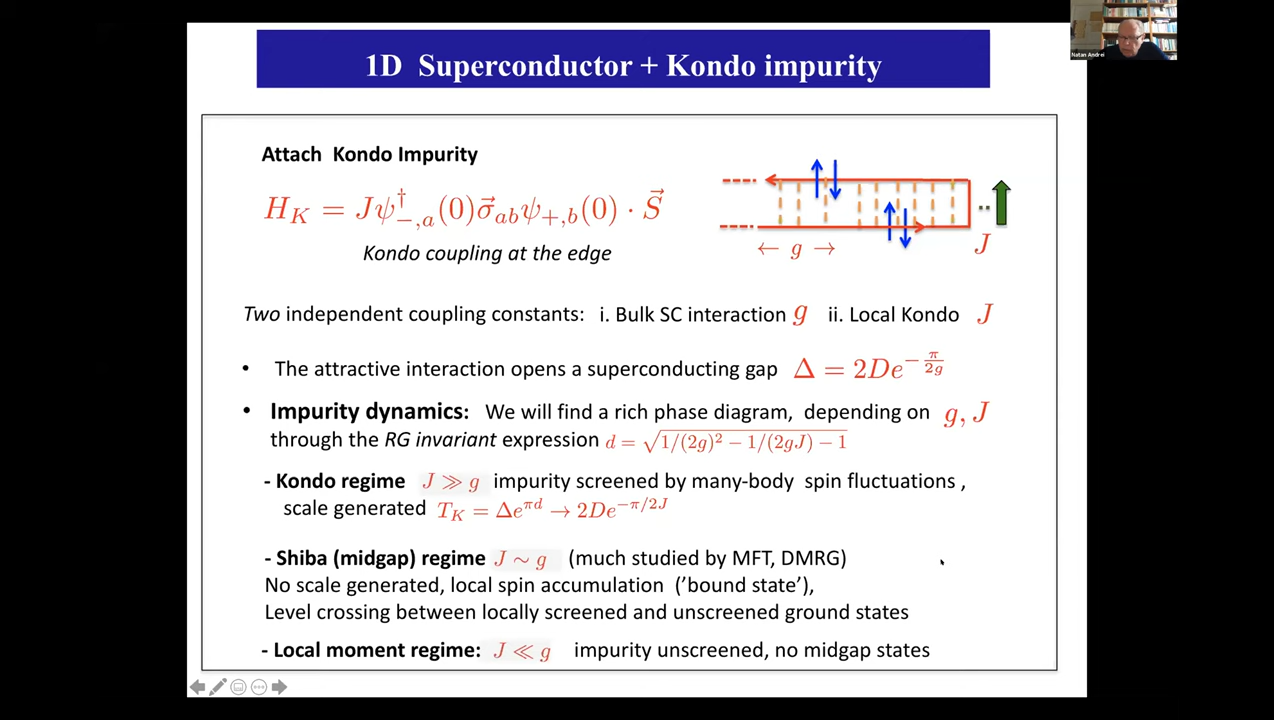 Natan Andrei
1D Superconductor + Kondo impurity
Attach Kondo Impurity
H_K = Jψ†_{−,a}(0)σ⃗_{ab}ψ_{+,b}(0) · S⃗
Kondo coupling at the edge
← g →
J
Two independent coupling constants: i. Bulk SC interaction g ii. Local Kondo J
• The attractive interaction opens a superconducting gap Δ = 2De^{−π/2g}
• Impurity dynamics: We will find a rich phase diagram, depending on g, J
through the RG invariant expression d = √(1/(2g)² − 1/(2gJ) − 1)
- Kondo regime J ≫ g impurity screened by many-body spin fluctuations ,
scale generated T_K = Δe^{πd} → 2De^{−π/2J}
- Shiba (midgap) regime J ∼ g (much studied by MFT, DMRG)
No scale generated, local spin accumulation ('bound state'),
Level crossing between locally screened and unscreened ground states
- Local moment regime: J ≪ g impurity unscreened, no midgap states